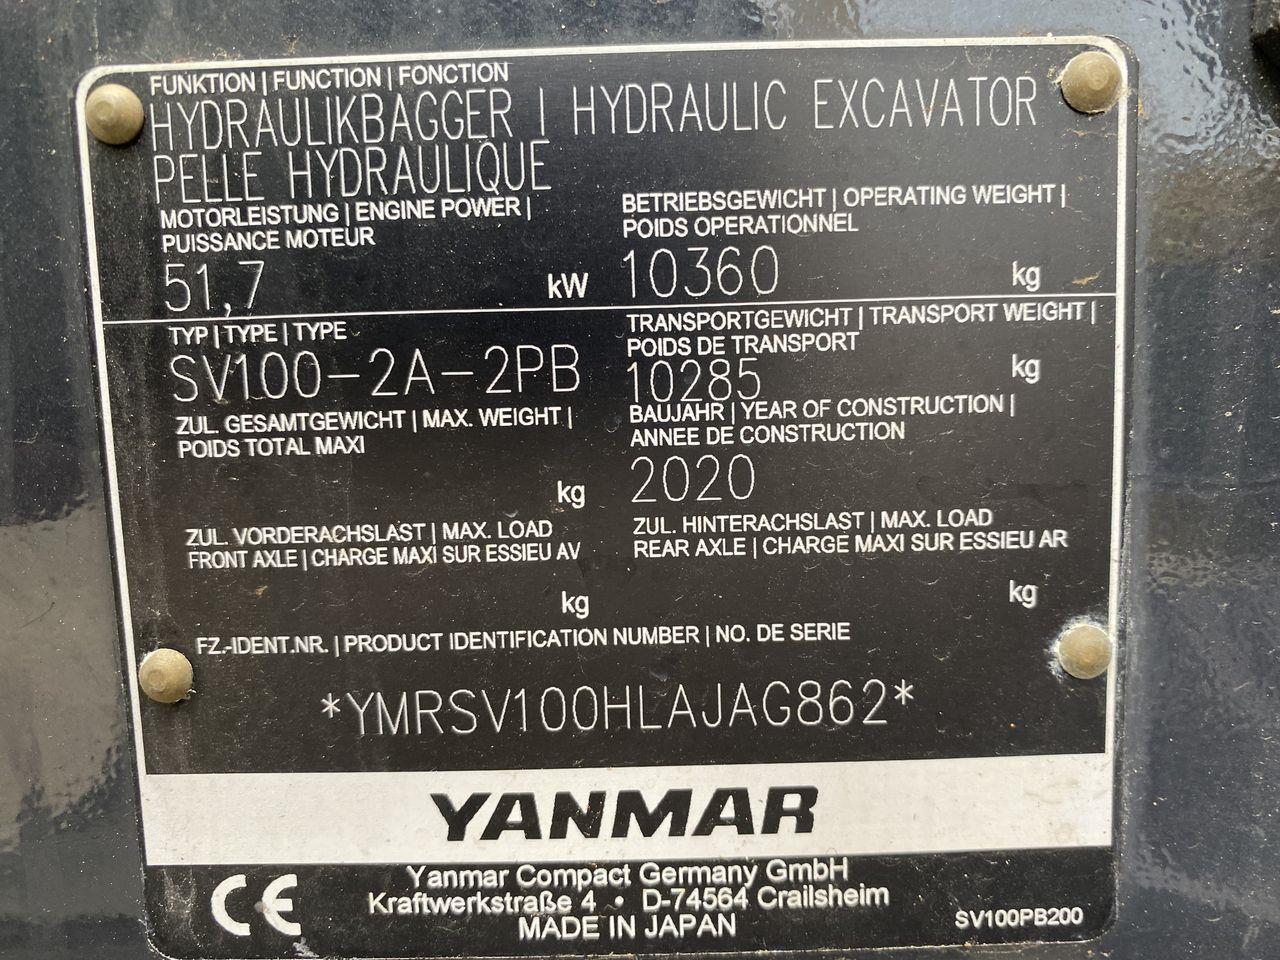 FUNKTION | FUNCTION | FONCTION
HYDRAULIKBAGGER | HYDRAULIC EXCAVATOR
PELLE HYDRAULIQUE
MOTORLEISTUNG | ENGINE POWER |
PUISSANCE MOTEUR
51,7 kW
BETRIEBSGEWICHT | OPERATING WEIGHT |
POIDS OPERATIONNEL
10360 kg
TYP | TYPE | TYPE
SV100-2A-2PB
TRANSPORTGEWICHT | TRANSPORT WEIGHT |
POIDS DE TRANSPORT
10285 kg
ZUL. GESAMTGEWICHT | MAX. WEIGHT |
POIDS TOTAL MAXI
kg
BAUJAHR | YEAR OF CONSTRUCTION |
ANNEE DE CONSTRUCTION
2020
ZUL. VORDERACHSLAST | MAX. LOAD
FRONT AXLE | CHARGE MAXI SUR ESSIEU AV
kg
ZUL. HINTERACHSLAST | MAX. LOAD
REAR AXLE | CHARGE MAXI SUR ESSIEU AR
kg
FZ.-IDENT.NR. | PRODUCT IDENTIFICATION NUMBER | NO. DE SERIE
*YMRSV100HLAJAG862*
YANMAR
CE
Yanmar Compact Germany GmbH
Kraftwerkstraße 4 • D-74564 Crailsheim
MADE IN JAPAN
SV100PB200